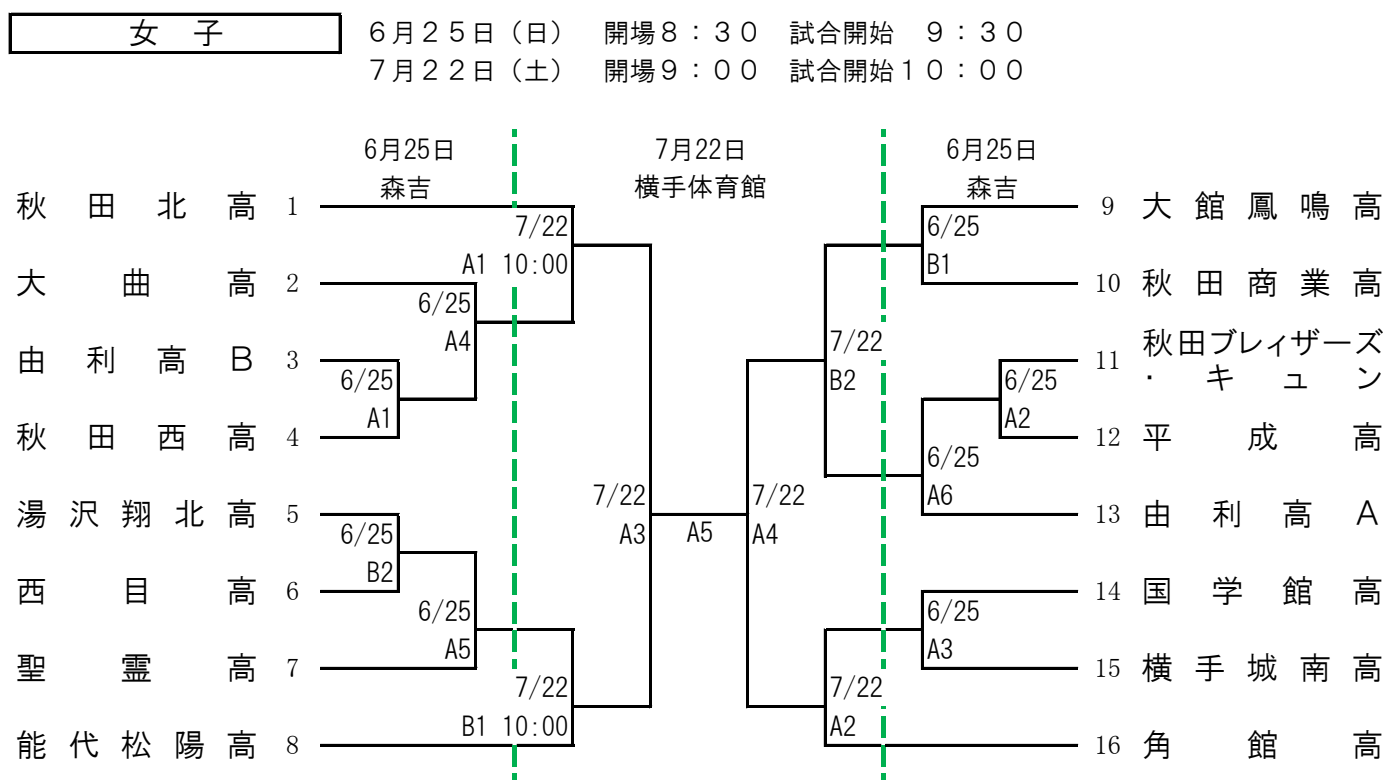 女 子
６月２５日（日） 開場８：３０ 試合開始 ９：３０
７月２２日（土） 開場９：００ 試合開始１０：００
6月25日
森吉
7月22日
横手体育館
6月25日
森吉
秋田北高 1
大曲高 2
由利高Ｂ 3
秋田西高 4
湯沢翔北高 5
西目高 6
聖霊高 7
能代松陽高 8
7/22
A1 10:00
6/25
A4
6/25
A1
6/25
B2
6/25
A5
7/22
B1 10:00
7/22
A3
A5
7/22
A4
7/22
B2
7/22
A2
6/25
B1
6/25
A2
6/25
A6
6/25
A3
9 大館鳳鳴高
10 秋田商業高
11 秋田ブレィザーズ
・キュン
12 平成高
13 由利高Ａ
14 国学館高
15 横手城南高
16 角館高